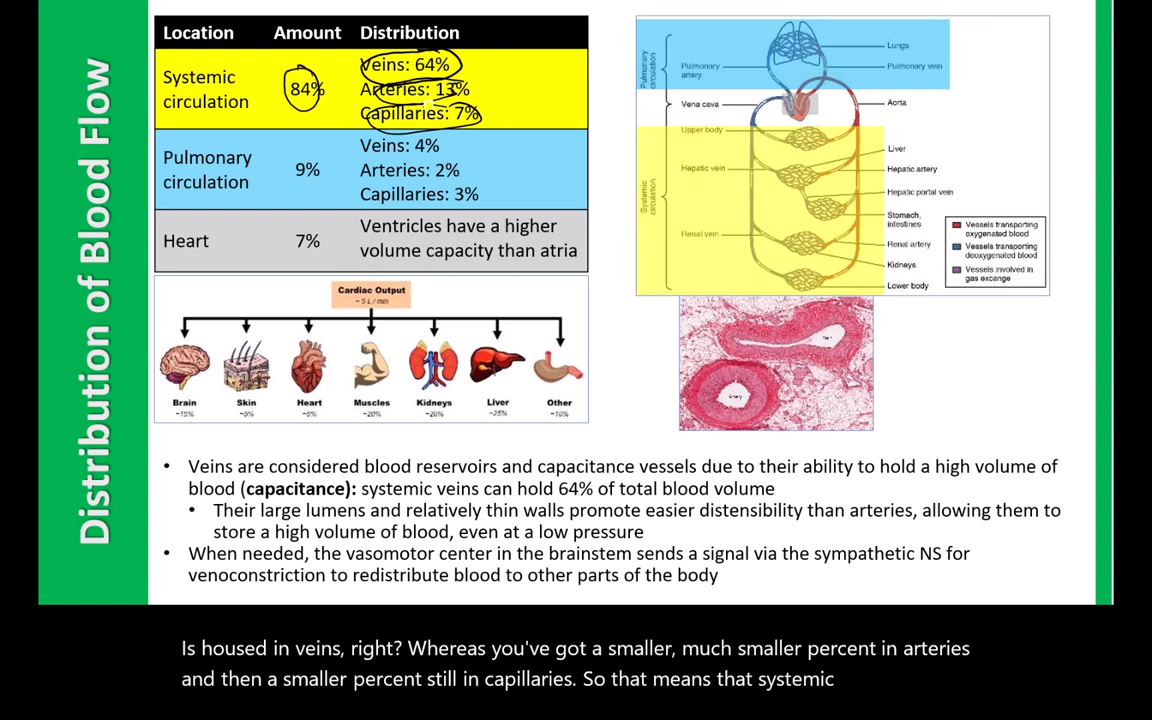 Distribution of Blood Flow
Location Amount Distribution
Systemic circulation 84% Veins: 64%
Arteries: 13%
Capillaries: 7%
Pulmonary circulation 9% Veins: 4%
Arteries: 2%
Capillaries: 3%
Heart 7% Ventricles have a higher
volume capacity than atria
Cardiac Output
~ 5 L / min
Brain Skin Heart Muscles Kidneys Liver Other
~15% ~5% ~5% ~20% ~20% ~25% ~10%
Pulmonary
circulation
Systemic
circulation
Lungs
Pulmonary
artery
Pulmonary vein
Vena cava
Aorta
Upper body
Liver
Hepatic vein
Hepatic artery
Hepatic portal vein
Stomach,
intestines
Renal vein
Renal artery
Kidneys
Lower body
Vessels transporting
oxygenated blood
Vessels transporting
deoxygenated blood
Vessels involved in
gas excange
• Veins are considered blood reservoirs and capacitance vessels due to their ability to hold a high volume of
blood (capacitance): systemic veins can hold 64% of total blood volume
• Their large lumens and relatively thin walls promote easier distensibility than arteries, allowing them to
store a high volume of blood, even at a low pressure
• When needed, the vasomotor center in the brainstem sends a signal via the sympathetic NS for
venoconstriction to redistribute blood to other parts of the body
Is housed in veins, right? Whereas you've got a smaller, much smaller percent in arteries
and then a smaller percent still in capillaries. So that means that systemic